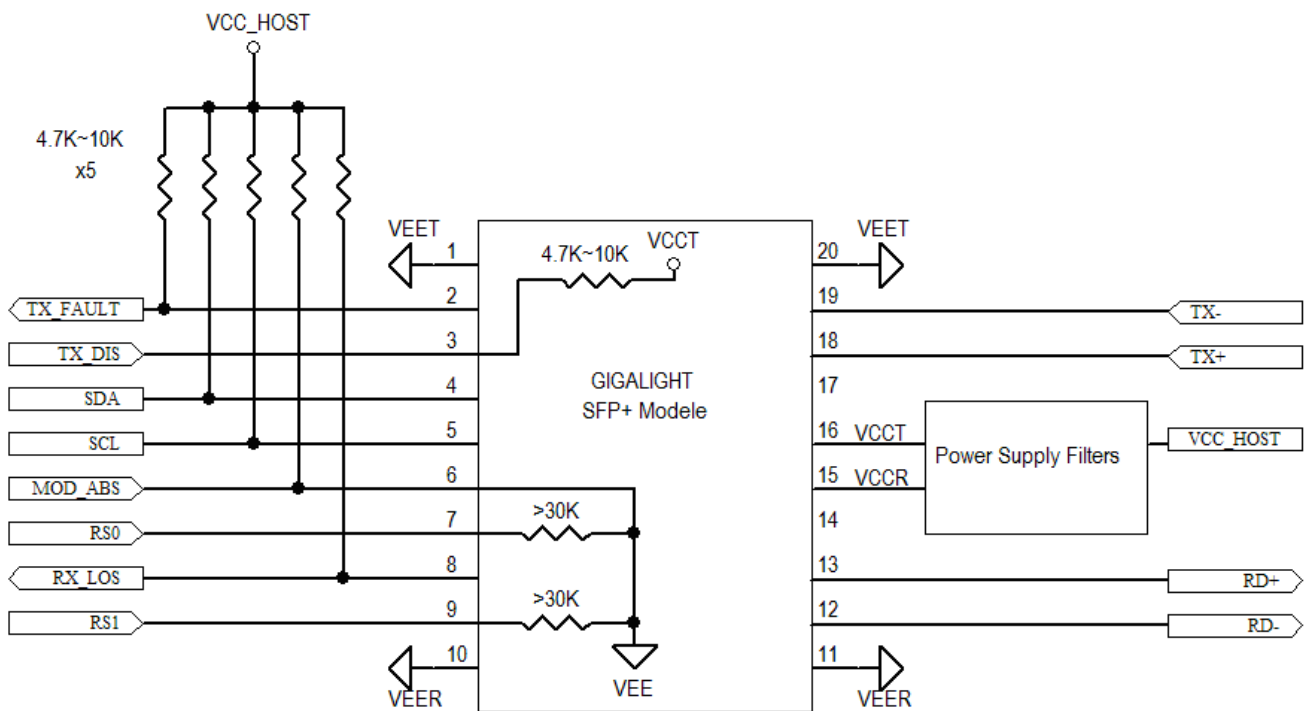 VCC_HOST
4.7K~10K
x5
VEET
1
4.7K~10K
VCCT
20
VEET
TX_FAULT
2
19
TX-
TX_DIS
3
18
TX+
SDA
4
GIGALIGHT
SFP+ Modele
17
SCL
5
16
VCCT
Power Supply Filters
VCC_HOST
MOD_ABS
6
15
VCCR
RS0
7
>30K
14
RX_LOS
8
13
RD+
RS1
9
>30K
12
RD-
10
VEER
VEE
11
VEER